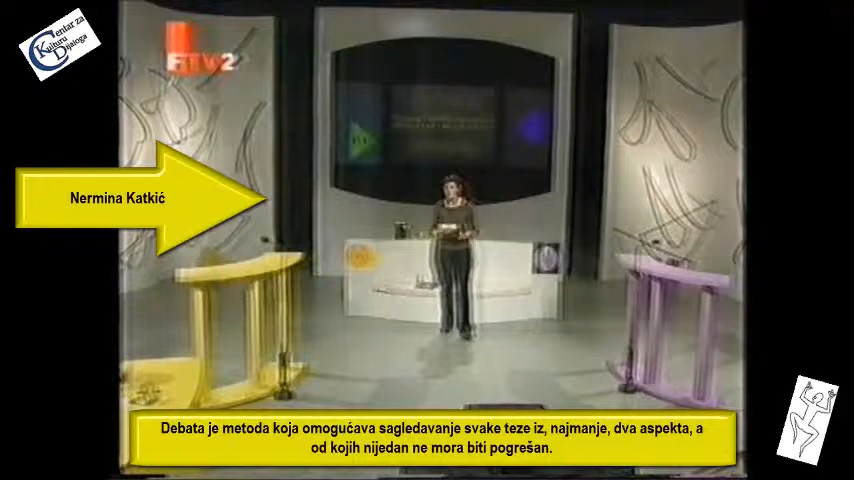 Centar za
Kulturu
Dijaloga
FTV2
Nermina Katkić
Debata je metoda koja omogućava sagledavanje svake teze iz, najmanje, dva aspekta, a
od kojih nijedan ne mora biti pogrešan.